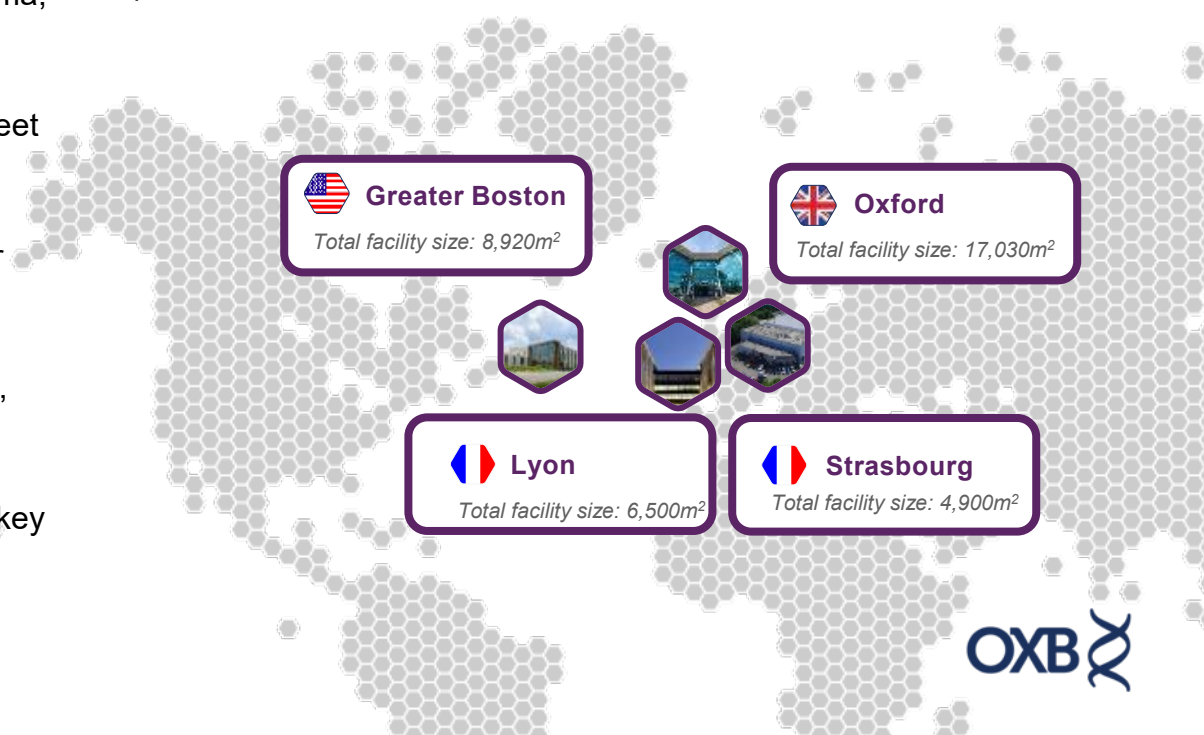 na,
eet
Greater Boston
Total facility size: 8,920m²
Oxford
Total facility size: 17,030m²
,
Lyon
Total facility size: 6,500m²
Strasbourg
Total facility size: 4,900m²
key
OXB